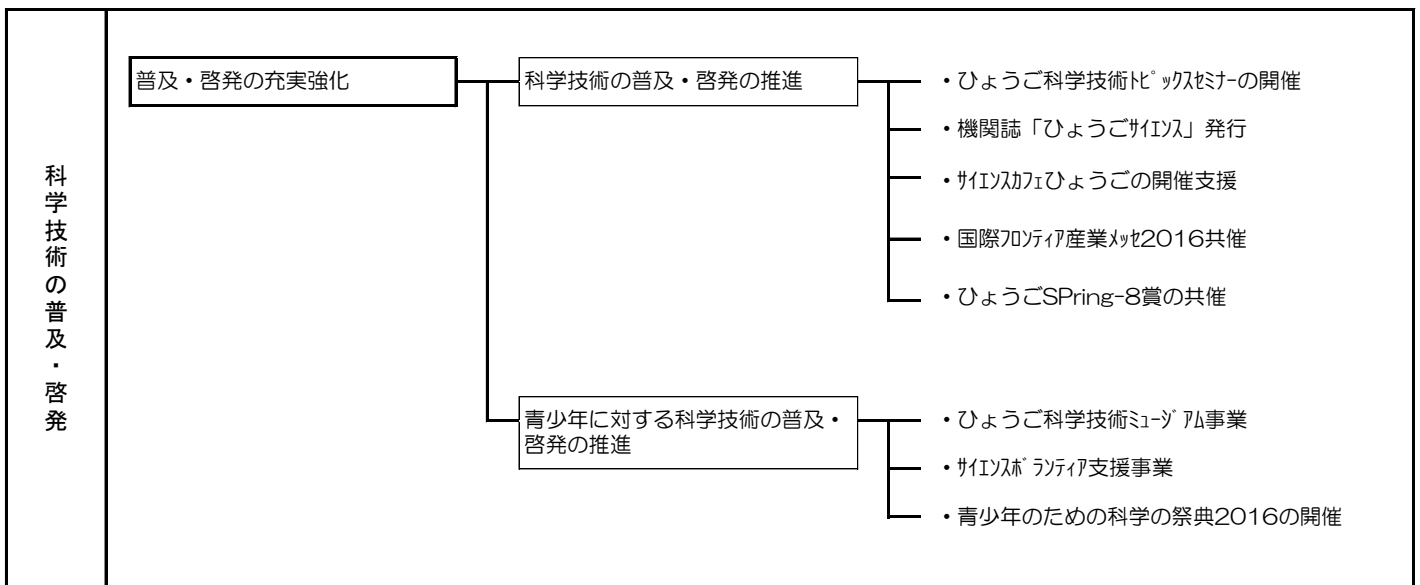 科学技術の普及・啓発
普及・啓発の充実強化
科学技術の普及・啓発の推進
・ひょうご科学技術ﾄﾋﾟｯｸｽｾﾐﾅｰの開催
・機関誌「ひょうごｻｲｴﾝｽ」発行
・ｻｲｴﾝｽｶﾌｪひょうごの開催支援
・国際ﾌﾛﾝﾃｨｱ産業ﾒｯｾ2016共催
・ひょうごSPring-8賞の共催
青少年に対する科学技術の普及・
啓発の推進
・ひょうご科学技術ﾐｭｰｼﾞｱﾑ事業
・ｻｲｴﾝｽﾎﾞﾗﾝﾃｨｱ支援事業
・青少年のための科学の祭典2016の開催